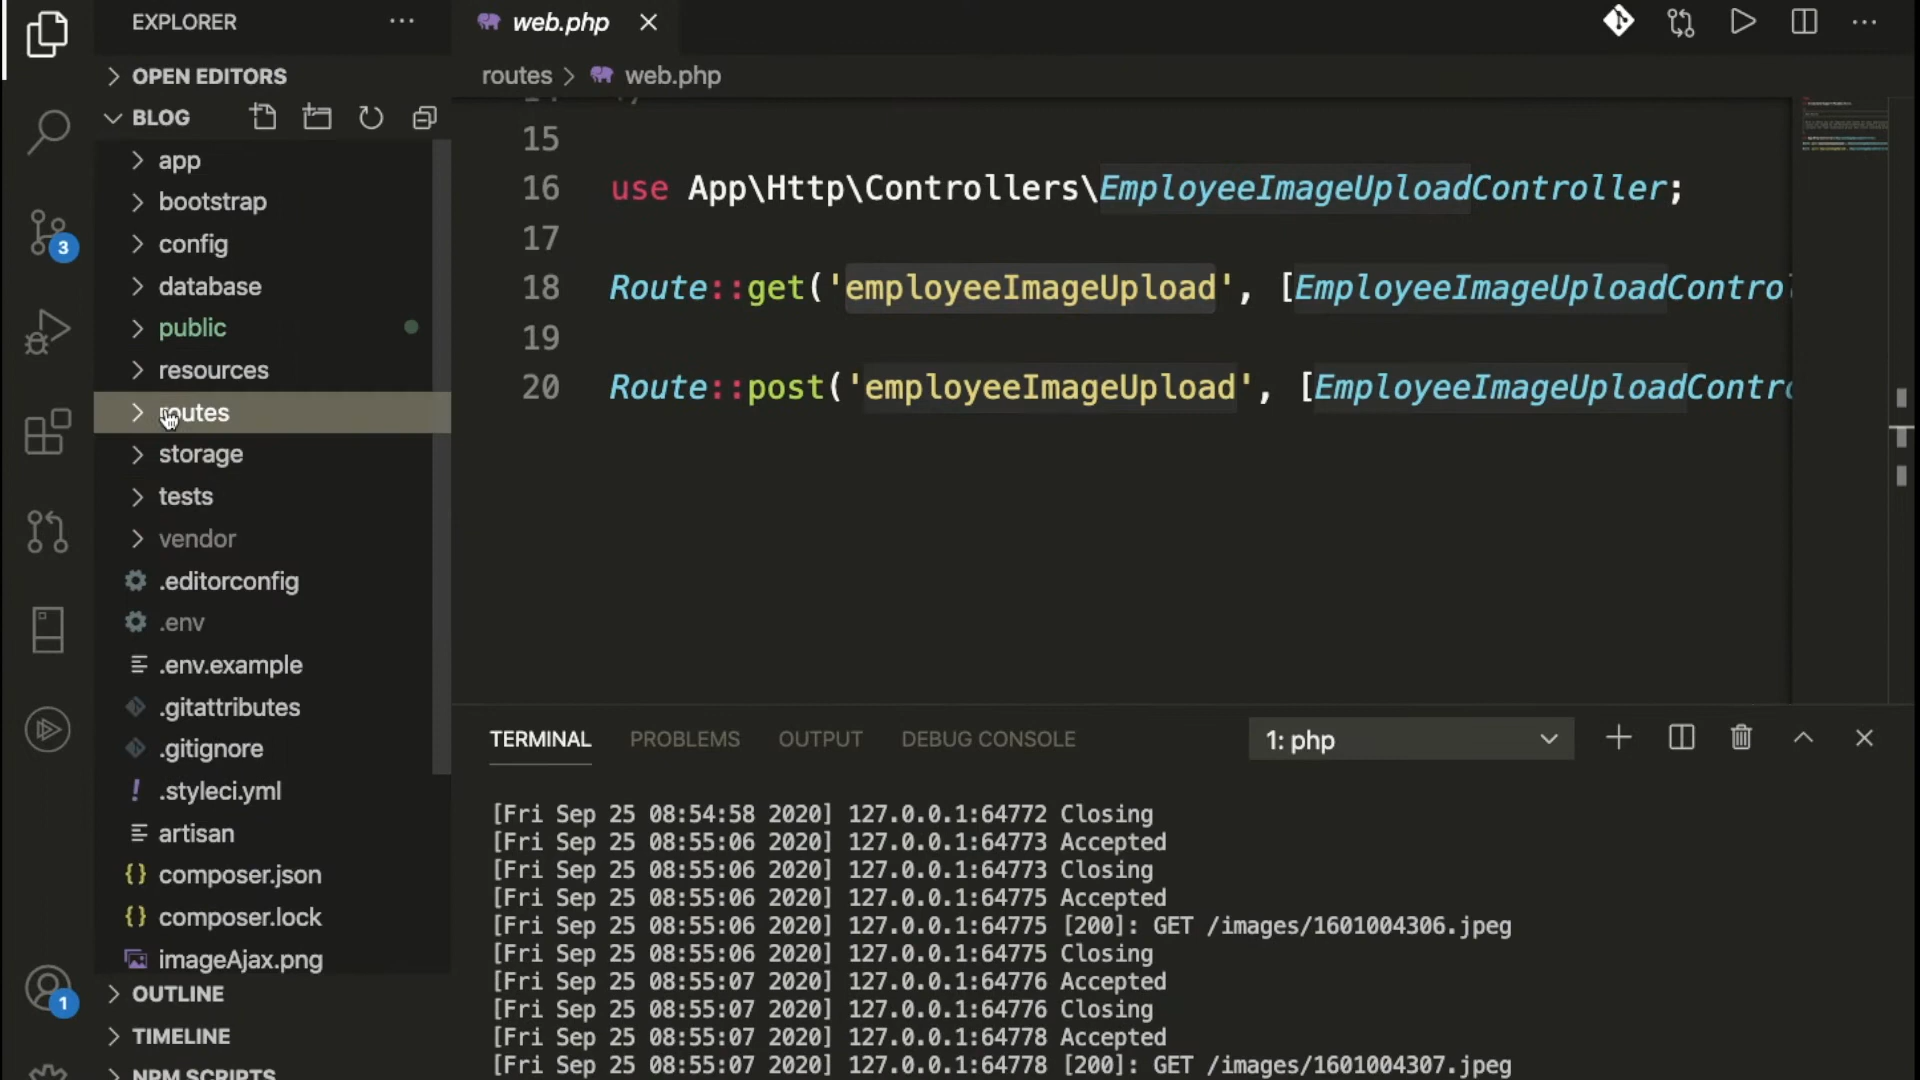 EXPLORER
OPEN EDITORS
BLOG
app
bootstrap
config
database
public
resources
routes
storage
tests
vendor
.editorconfig
.env
.env.example
.gitattributes
.gitignore
.styleci.yml
artisan
composer.json
composer.lock
imageAjax.png
OUTLINE
TIMELINE
NPM SCRIPTS
3
1
web.php
routes > web.php
15
16 use App\Http\Controllers\EmployeeImageUploadController;
17
18 Route::get('employeeImageUpload', [EmployeeImageUploadContro
19
20 Route::post('employeeImageUpload', [EmployeeImageUploadContr
TERMINAL PROBLEMS OUTPUT DEBUG CONSOLE 1: php
[Fri Sep 25 08:54:58 2020] 127.0.0.1:64772 Closing
[Fri Sep 25 08:55:06 2020] 127.0.0.1:64773 Accepted
[Fri Sep 25 08:55:06 2020] 127.0.0.1:64773 Closing
[Fri Sep 25 08:55:06 2020] 127.0.0.1:64775 Accepted
[Fri Sep 25 08:55:06 2020] 127.0.0.1:64775 [200]: GET /images/1601004306.jpeg
[Fri Sep 25 08:55:06 2020] 127.0.0.1:64775 Closing
[Fri Sep 25 08:55:07 2020] 127.0.0.1:64776 Accepted
[Fri Sep 25 08:55:07 2020] 127.0.0.1:64776 Closing
[Fri Sep 25 08:55:07 2020] 127.0.0.1:64778 Accepted
[Fri Sep 25 08:55:07 2020] 127.0.0.1:64778 [200]: GET /images/1601004307.jpeg